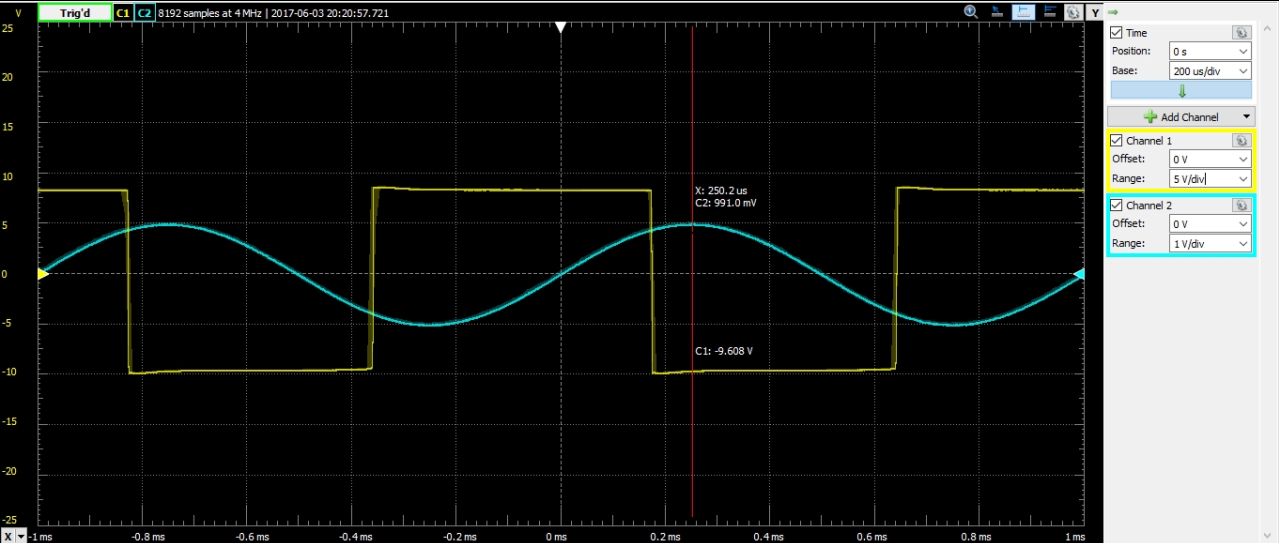 V Trig'd C1 C2 8192 samples at 4 MHz | 2017-06-03 20:20:57.721 Y
25
20
15
10
5
0
-5
-10
-15
-20
-25
X: 250.2 us
C2: 991.0 mV
C1: -9.608 V
X -1 ms -0.8 ms -0.6 ms -0.4 ms -0.2 ms 0 ms 0.2 ms 0.4 ms 0.6 ms 0.8 ms 1 ms
Time
Position: 0 s
Base: 200 us/div
Add Channel
Channel 1
Offset: 0 V
Range: 5 V/div
Channel 2
Offset: 0 V
Range: 1 V/div